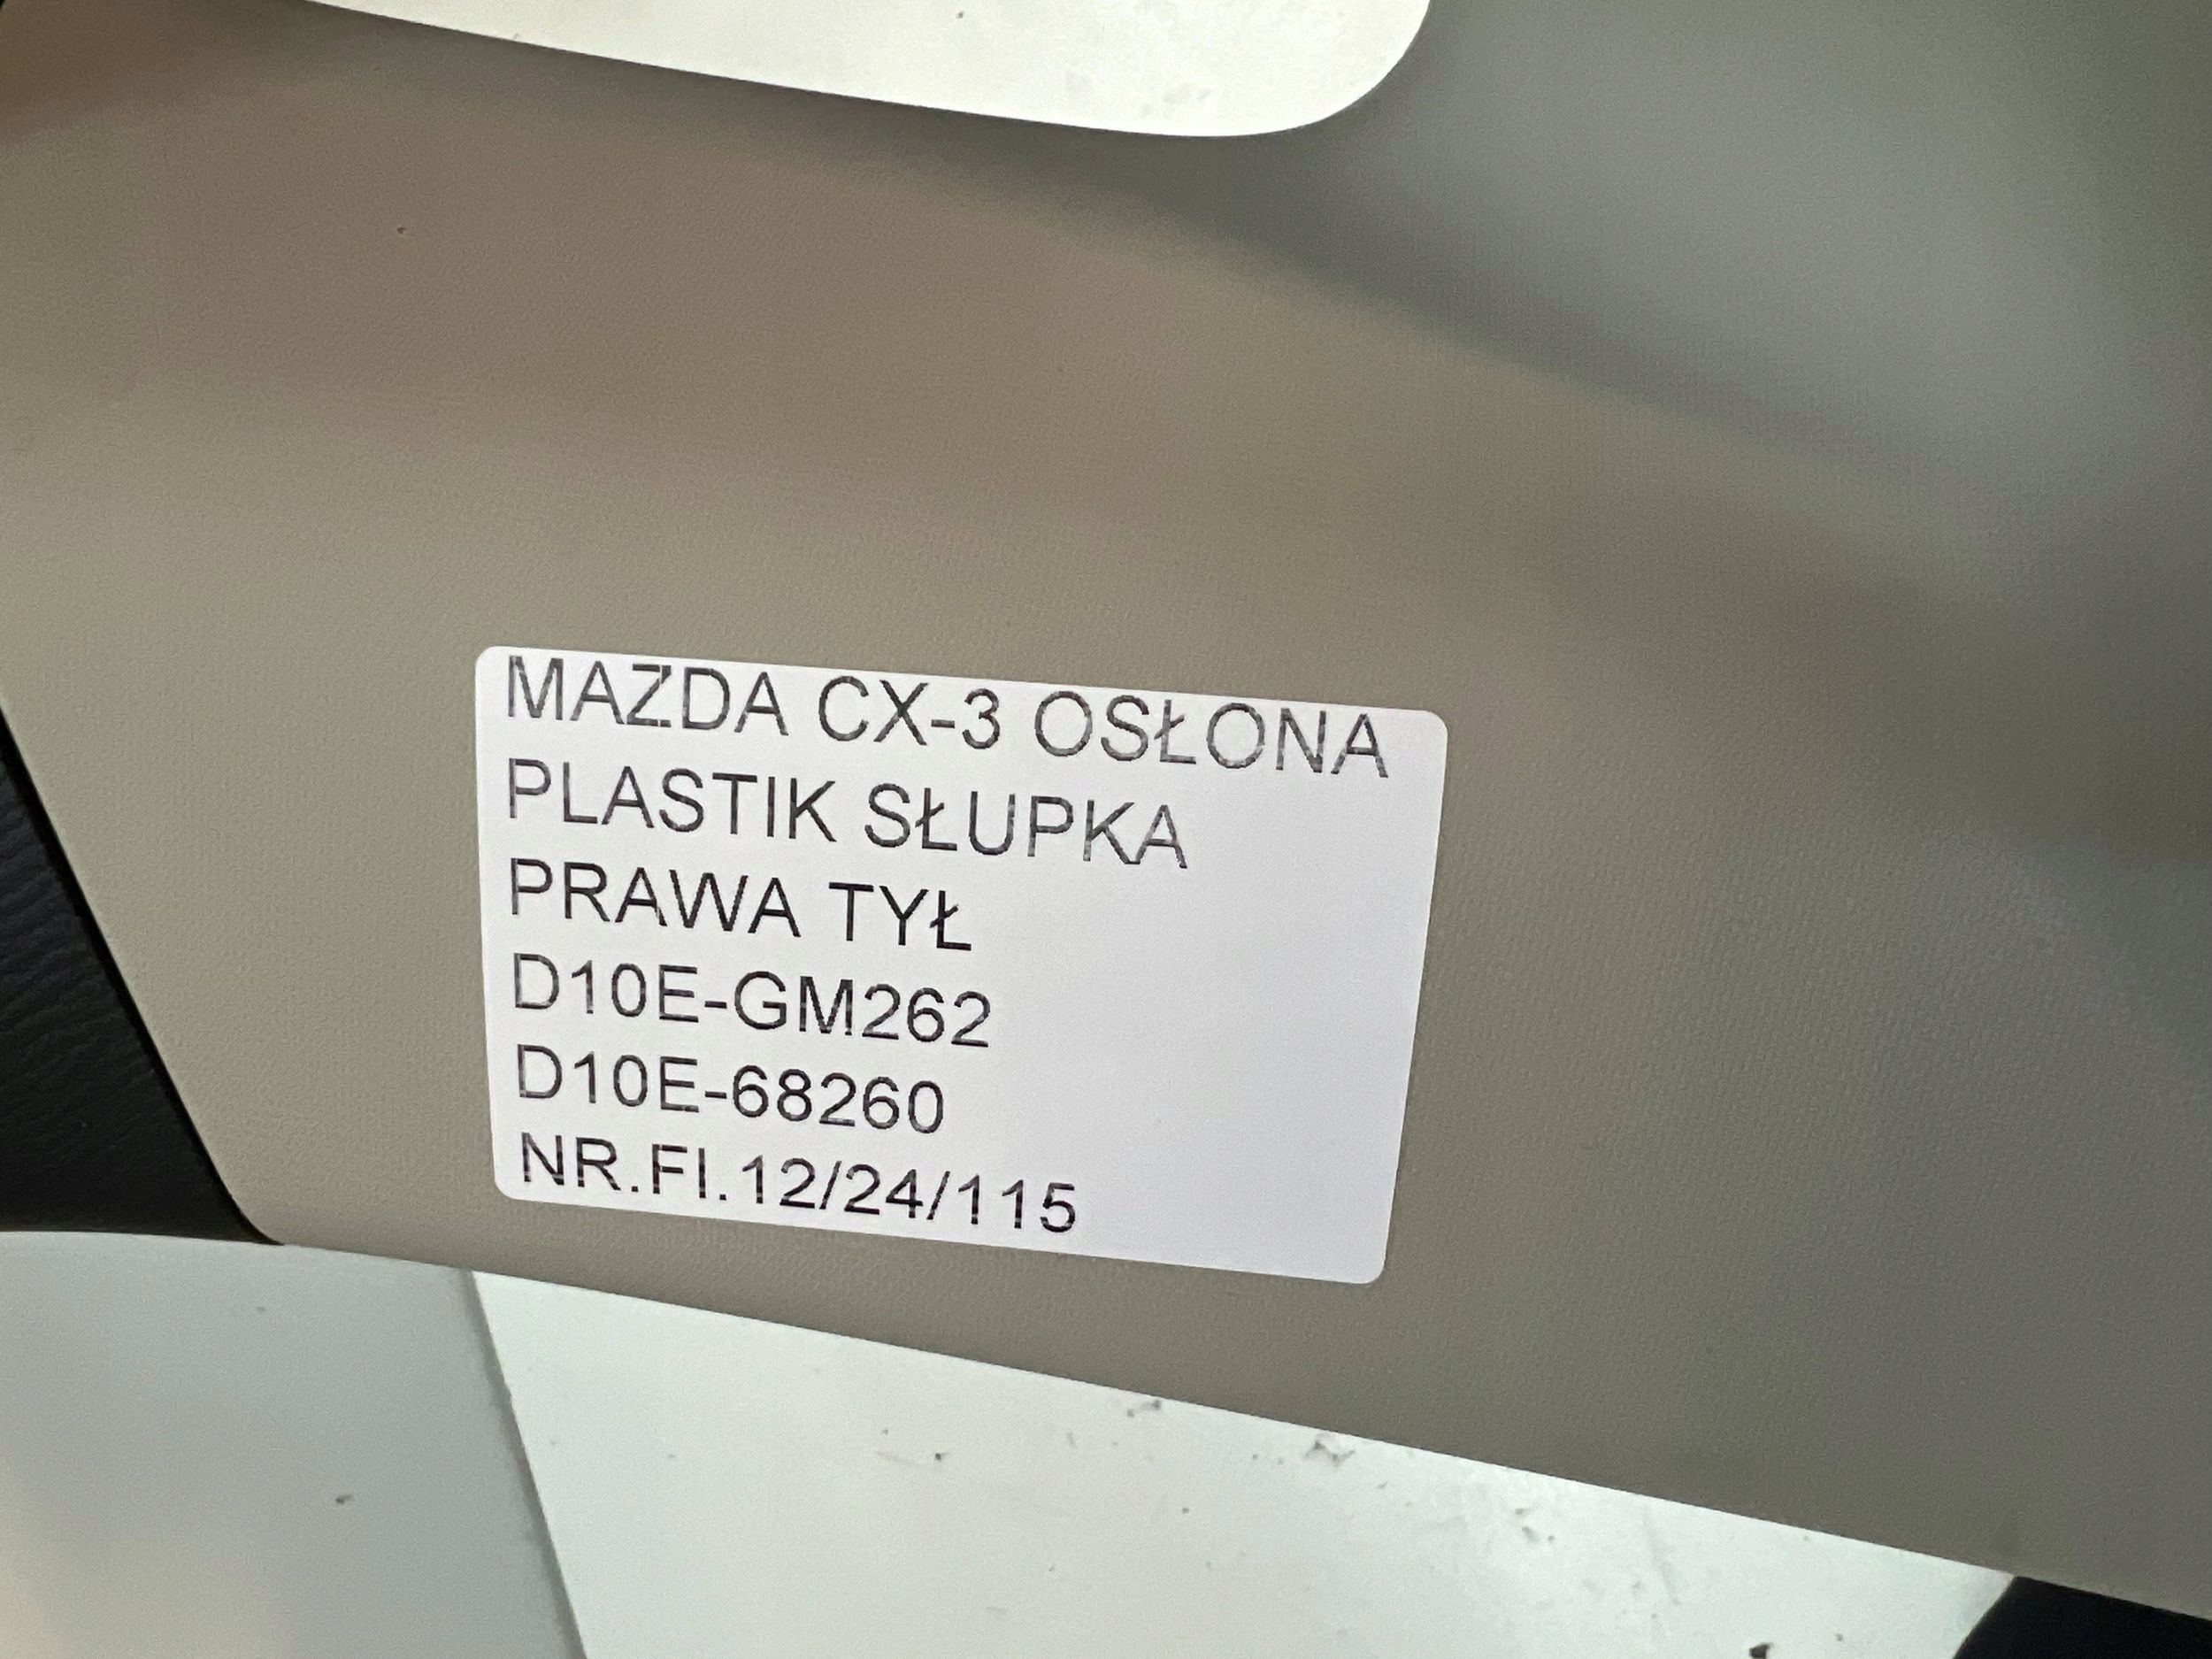 MAZDA CX-3 OSŁONA
PLASTIK SŁUPKA
PRAWA TYŁ
D10E-GM262
D10E-68260
NR.FI.12/24/115